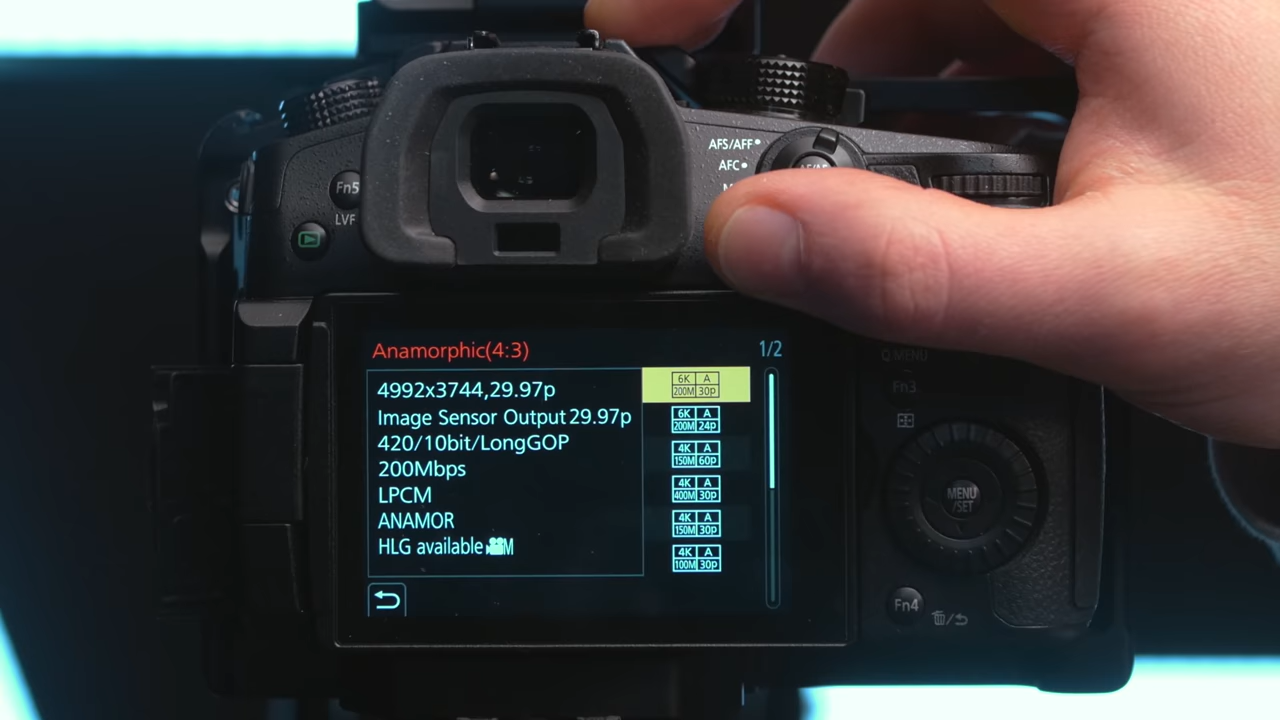 AFS/AFF
AFC
Fn5
LVF
Anamorphic(4:3)
1/2
4992x3744,29.97p
Image Sensor Output 29.97p
420/10bit/LongGOP
200Mbps
LPCM
ANAMOR
HLG available M
6K A
200M 30p
6K A
200M 24p
4K A
150M 60p
4K A
400M 30p
4K A
150M 30p
4K A
100M 30p
Q MENU
Fn3
MENU
/SET
Fn4